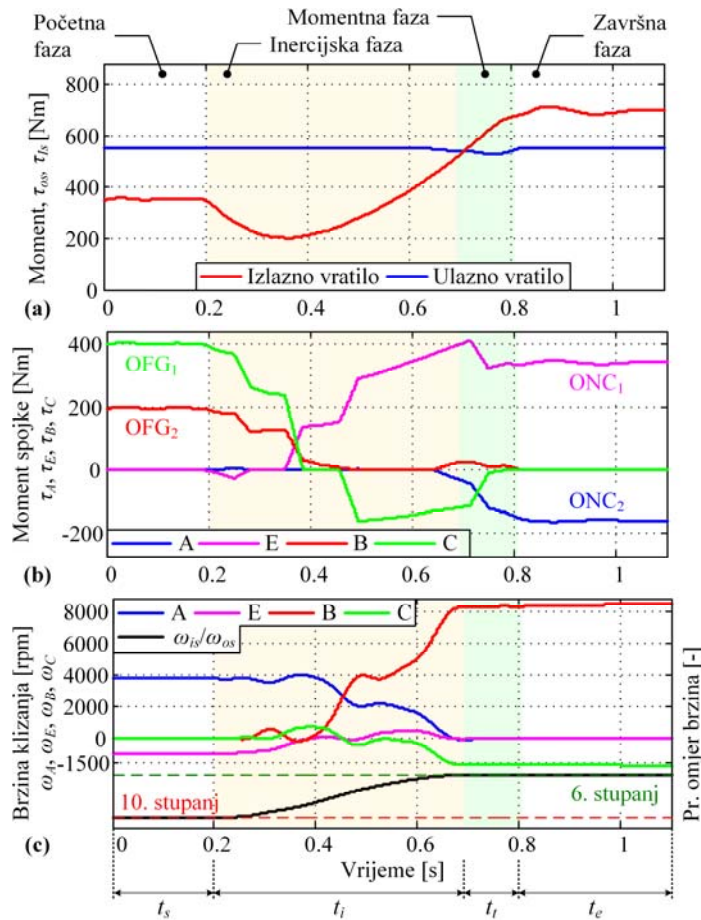 Početna faza
Inercijska faza
Momentna faza
Završna faza
Moment, τos, τIs [Nm]
800
600
400
200
0
Izlazno vratilo
Ulazno vratilo
(a)
0 0.2 0.4 0.6 0.8 1
Moment spojke [Nm]
τA, τE, τB, τC
400
200
0
-200
OFG1
OFG2
ONC1
ONC2
A E B C
(b)
0 0.2 0.4 0.6 0.8 1
Brzina klizanja [rpm]
ωA, ωE, ωB, ωC
8000
6000
4000
2000
0
-1500
A E B C
ωis/ωos
Pr. omjer brzina [-]
10. stupanj
6. stupanj
(c)
0 0.2 0.4 0.6 0.8 1
Vrijeme [s]
ts ti tt te